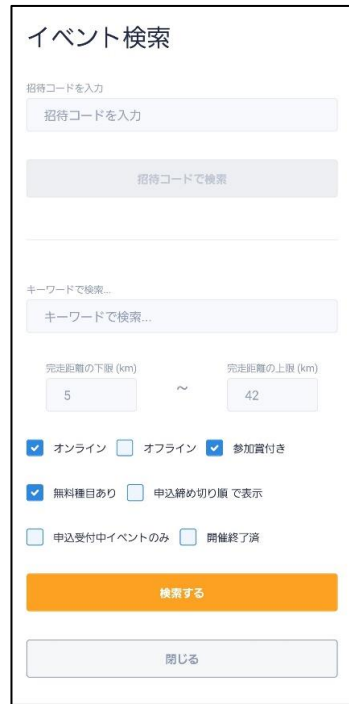 イベント検索
招待コードを入力
招待コードを入力
招待コードで検索
キーワードで検索...
キーワードで検索...
完走距離の下限 (km) 完走距離の上限 (km)
5 ～ 42
オンライン オフライン 参加賞付き
無料種目あり 申込締め切り順 で表示
申込受付中イベントのみ 開催終了済
検索する
閉じる